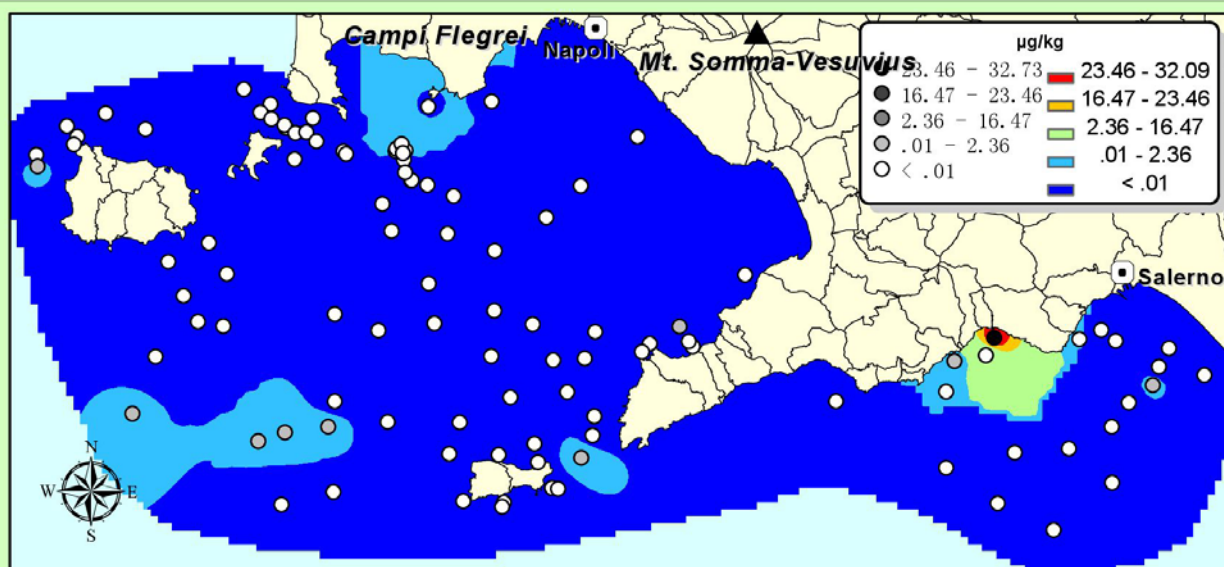 Campi Flegrei
Napoli
Mt. Somma-Vesuvius
µg/kg
23.46 - 32.73
23.46 - 32.09
16.47 - 23.46
16.47 - 23.46
2.36 - 16.47
2.36 - 16.47
.01 - 2.36
.01 - 2.36
< .01
< .01
Salerno
N
W
E
S